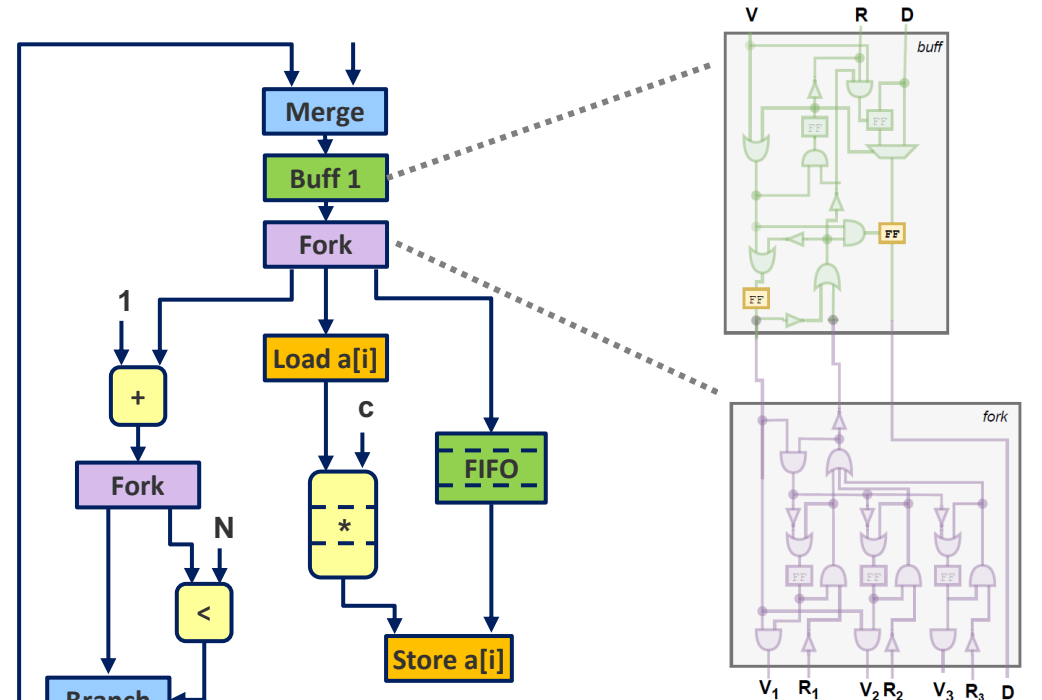 V R D
buff
Merge
FF
FF
Buff 1
Fork
FF
1
FF
Load a[i]
+
c
fork
FIFO
Fork
N
*
FF
FF
FF
<
Store a[i]
Branch
V1 R1 V2 R2 V3 R3 D